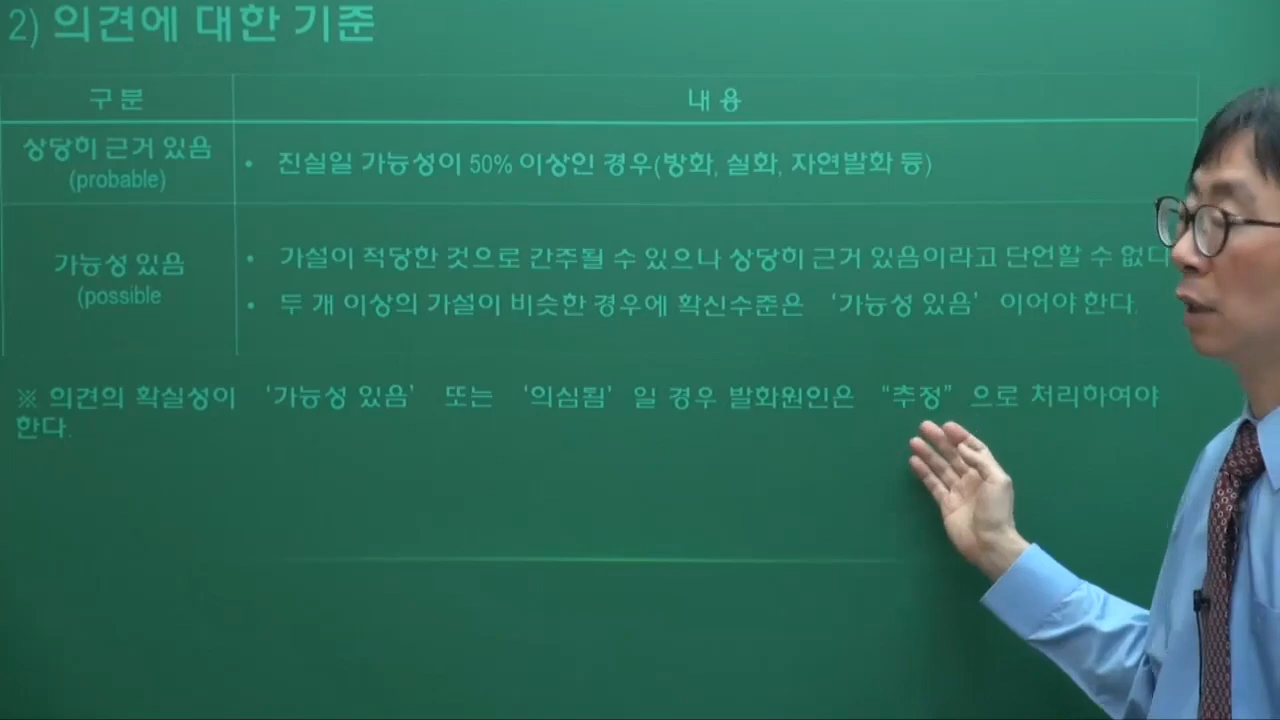 2) 의견에 대한 기준
구 분 내 용
상당히 근거 있음
(probable)
• 진실일 가능성이 50% 이상인 경우(방화, 실화, 자연발화 등)
가능성 있음
(possible
• 가설이 적당한 것으로 간주될 수 있으나 상당히 근거 있음이라고 단언할 수 없다
• 두 개 이상의 가설이 비슷한 경우에 확신수준은 ‘가능성 있음’ 이어야 한다.
※ 의견의 확실성이 ‘가능성 있음’ 또는 ‘의심됨’ 일 경우 발화원인은 “추정” 으로 처리하여야
한다.